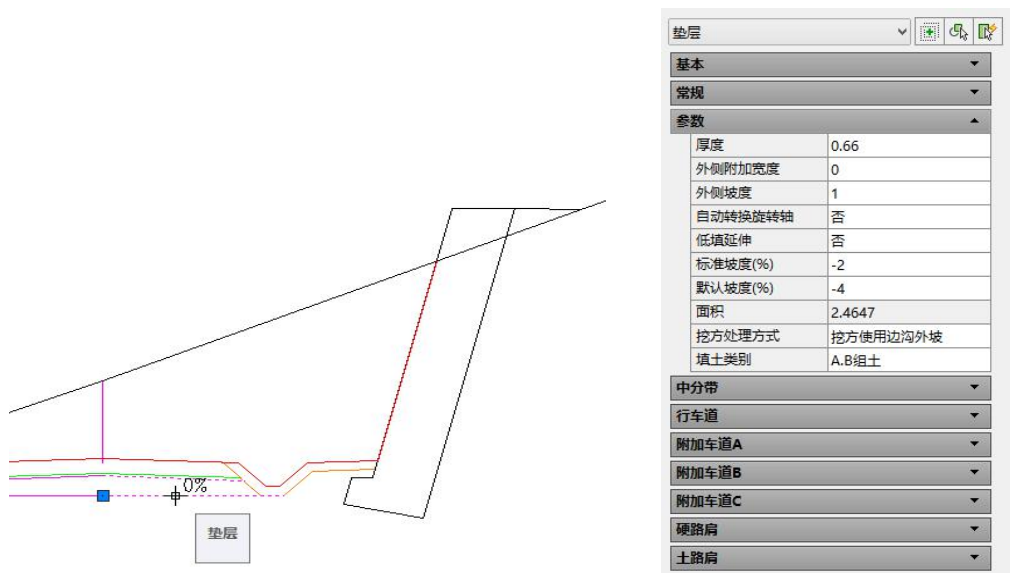 垫层
基本
常规
参数
厚度 0.66
外侧附加宽度 0
外侧坡度 1
自动转换旋转轴 否
低填延伸 否
标准坡度(%) -2
默认坡度(%) -4
面积 2.4647
挖方处理方式 挖方使用边沟外坡
填土类别 A.B组土
中分带
行车道
附加车道A
附加车道B
附加车道C
硬路肩
土路肩
0%
垫层